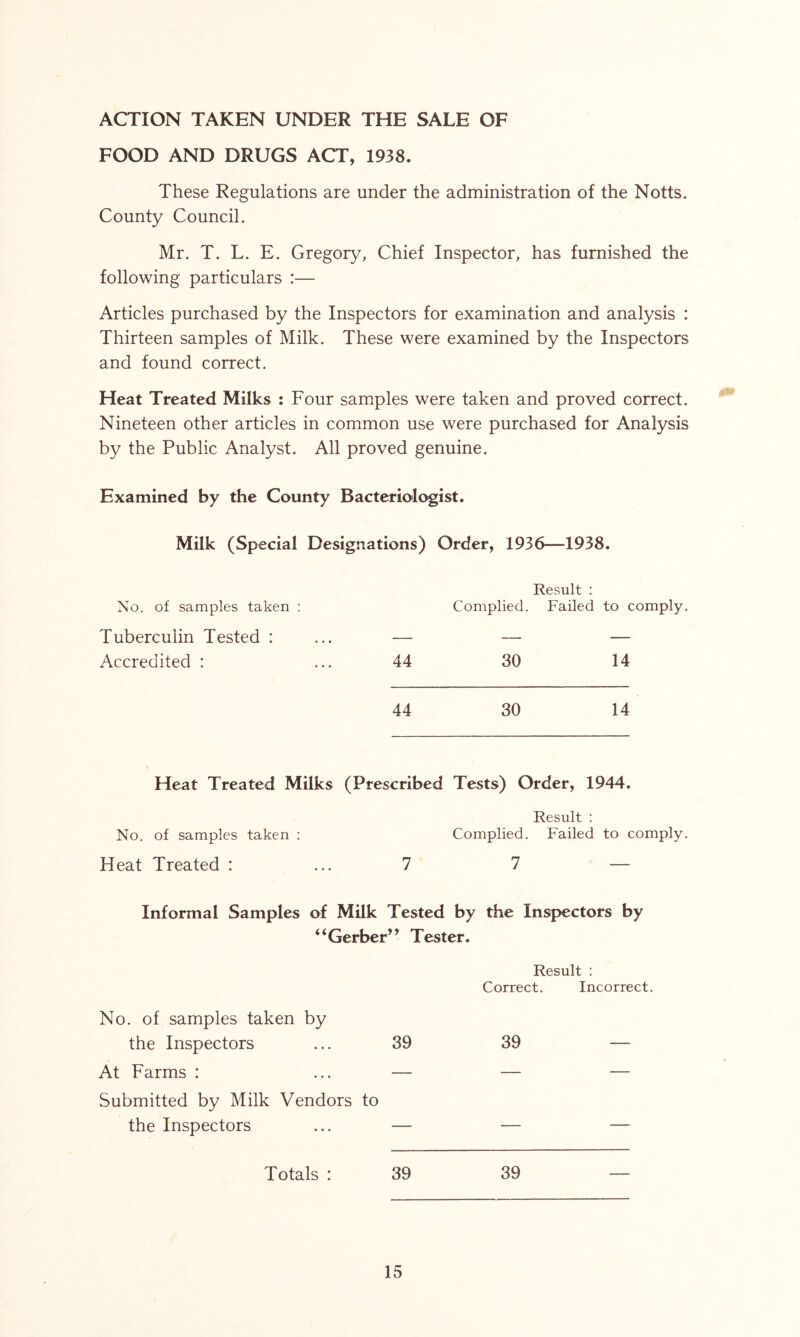 ACTION TAKEN UNDER THE SALE OF
FOOD AND DRUGS ACT, 1938.
These Regulations are under the administration of the Notts.
County Council.
Mr. T. L. E. Gregory, Chief Inspector, has furnished the
following particulars :—
Articles purchased by the Inspectors for examination and analysis :
Thirteen samples of Milk. These were examined by the Inspectors
and found correct.
Heat Treated Milks : Four samples were taken and proved correct.
Nineteen other articles in common use were purchased for Analysis
by the Public Analyst. All proved genuine.
Examined by the County Bacteriologist.
Milk (Special Designations) Order, 1936—1938.
Result :
No. of samples taken : Complied. Failed to comply.
Tuberculin Tested : ... — — —
Accredited : ... 44 30 14
44 30 14
Heat Treated Milks (Prescribed Tests) Order, 1944.
Result :
No. of samples taken : Complied. Failed to comply.
Heat Treated : ... 7 7 —
Informal Samples of Milk Tested by the Inspectors by
“Gerber” Tester.
Result :
Correct. Incorrect.
No. of samples taken by
the Inspectors ... 39 39 —
At Farms : ... — — —
Submitted by Milk Vendors to
the Inspectors ... — — —
Totals : 39 39 —
15